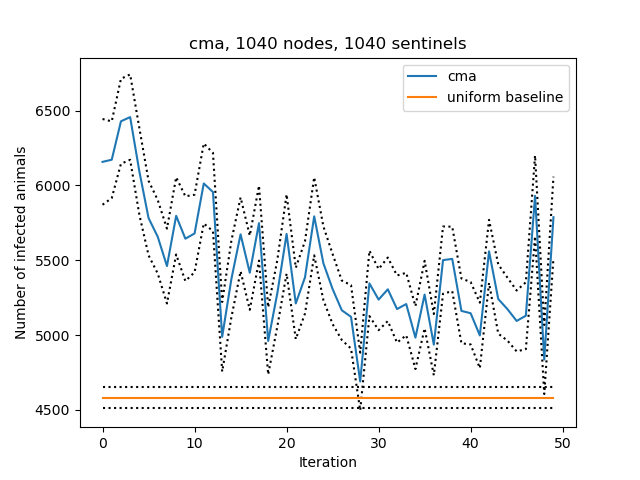 cma, 1040 nodes, 1040 sentinels
cma
uniform baseline
Number of infected animals
6500
6000
5500
5000
4500
0 10 20 30 40 50
Iteration